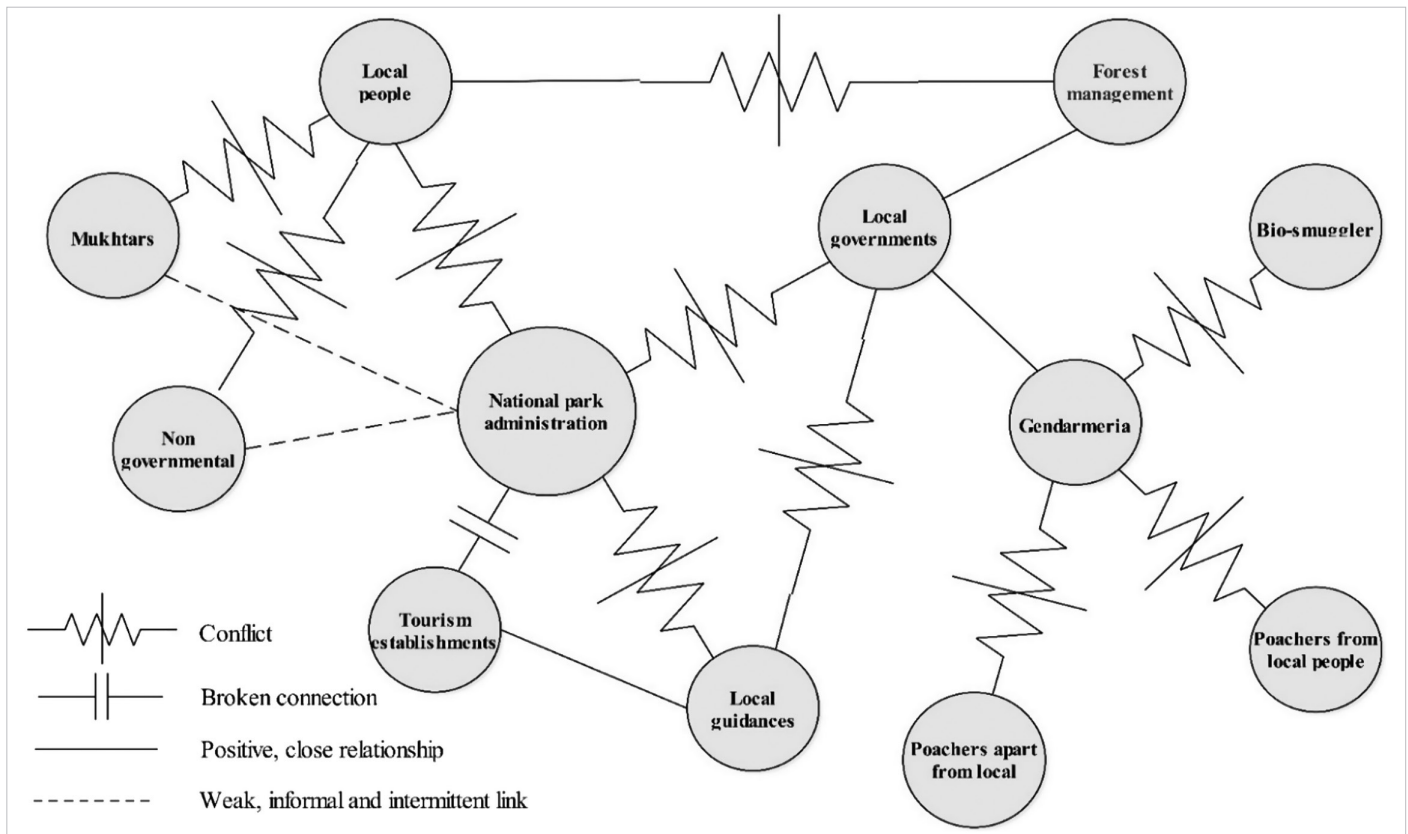 Local
people
Forest
management
Mukhtars
Local
governments
Bio-smuggler
National park
administration
Gendarmeria
Non
governmental
Tourism
establishments
Local
guidances
Poachers from
local people
Poachers apart
from local
Conflict
Broken connection
Positive, close relationship
Weak, informal and intermittent link